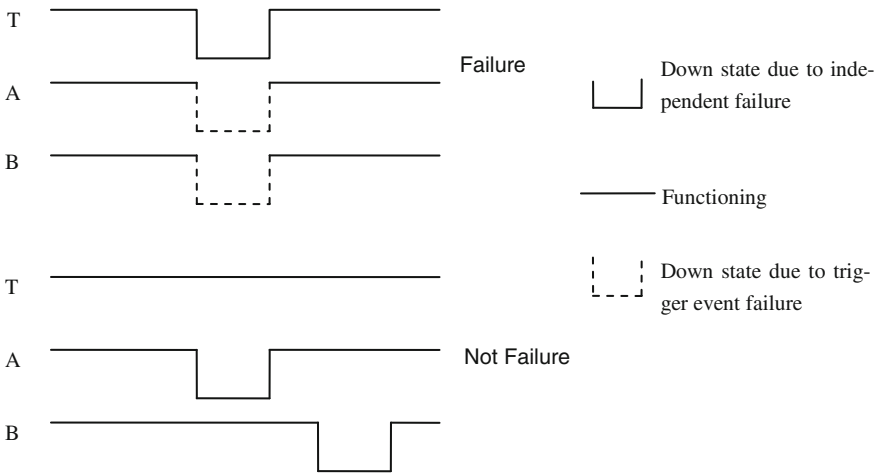 T
Failure
A
B
Down state due to inde-
pendent failure
Functioning
Down state due to trig-
ger event failure
T
A
Not Failure
B